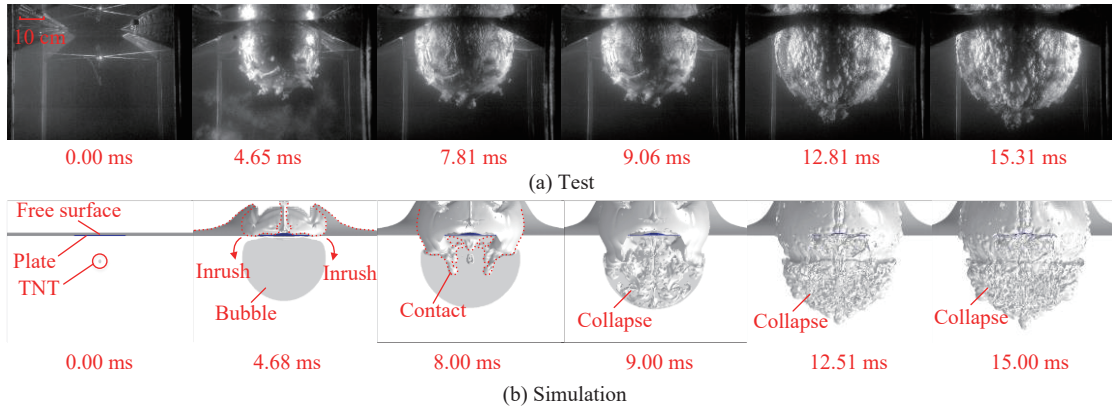 10 cm
0.00 ms 4.65 ms 7.81 ms 9.06 ms 12.81 ms 15.31 ms
(a) Test
Free surface
Plate
TNT
Inrush Inrush
Bubble
Contact
Collapse
Collapse
Collapse
0.00 ms 4.68 ms 8.00 ms 9.00 ms 12.51 ms 15.00 ms
(b) Simulation